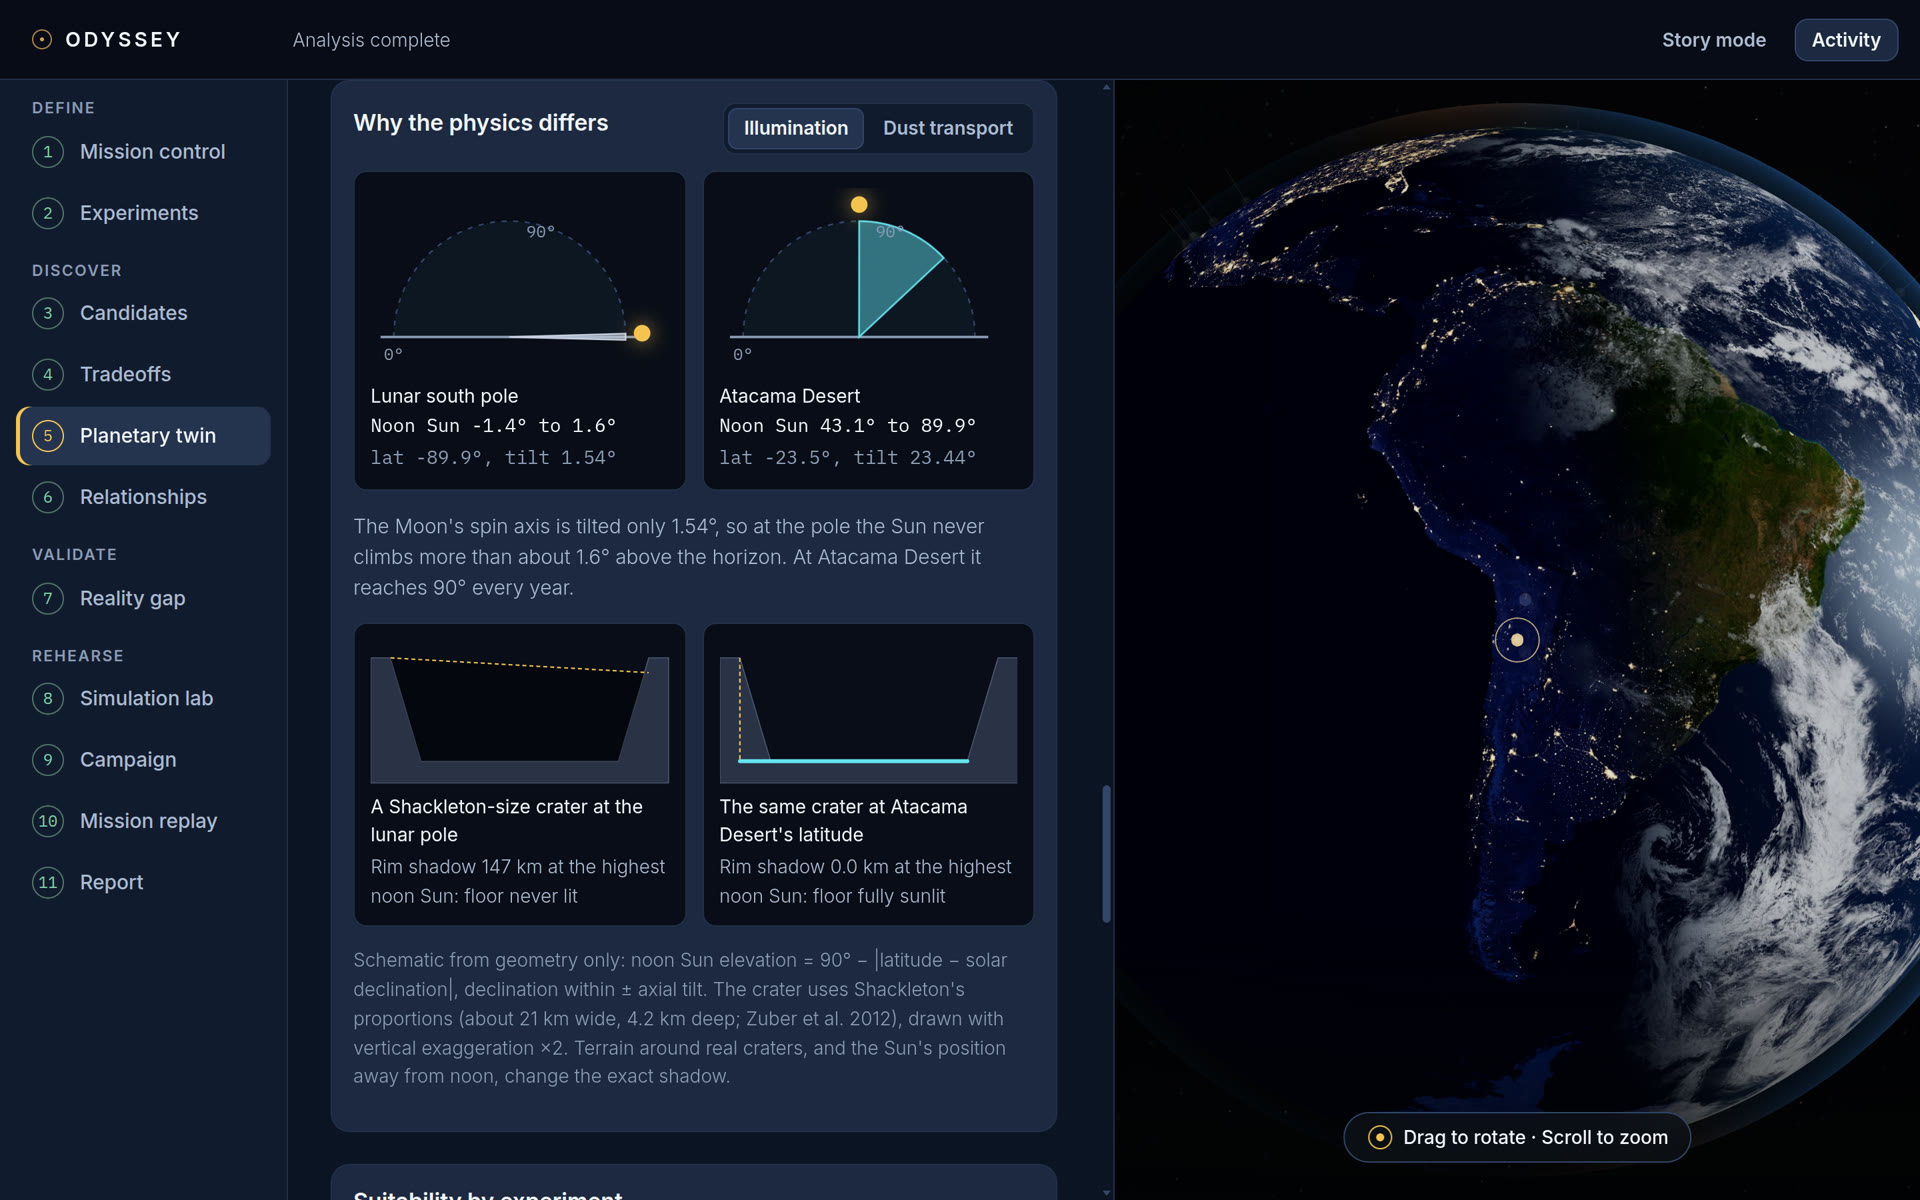 ODYSSEY
Analysis complete
Story mode
Activity
DEFINE
1 Mission control
2 Experiments
DISCOVER
3 Candidates
4 Tradeoffs
5 Planetary twin
6 Relationships
VALIDATE
7 Reality gap
REHEARSE
8 Simulation lab
9 Campaign
10 Mission replay
11 Report
Why the physics differs
Illumination
Dust transport
90°
0°
Lunar south pole
Noon Sun -1.4° to 1.6°
lat -89.9°, tilt 1.54°
90°
0°
Atacama Desert
Noon Sun 43.1° to 89.9°
lat -23.5°, tilt 23.44°
The Moon's spin axis is tilted only 1.54°, so at the pole the Sun never
climbs more than about 1.6° above the horizon. At Atacama Desert it
reaches 90° every year.
A Shackleton-size crater at the
lunar pole
Rim shadow 147 km at the highest
noon Sun: floor never lit
The same crater at Atacama
Desert's latitude
Rim shadow 0.0 km at the highest
noon Sun: floor fully sunlit
Schematic from geometry only: noon Sun elevation = 90° − |latitude − solar
declination|, declination within ± axial tilt. The crater uses Shackleton's
proportions (about 21 km wide, 4.2 km deep; Zuber et al. 2012), drawn with
vertical exaggeration ×2. Terrain around real craters, and the Sun's position
away from noon, change the exact shadow.
Suitability by experiment
Drag to rotate · Scroll to zoom